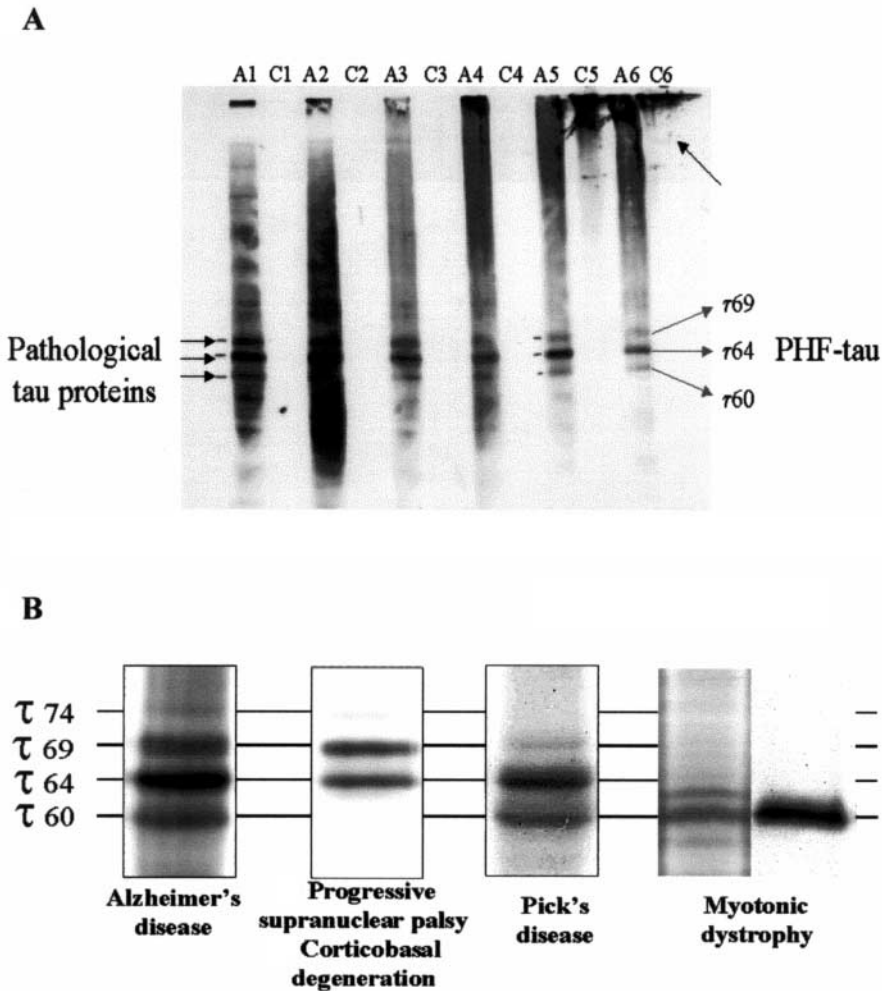 A
A1 C1 A2 C2 A3 C3 A4 C4 A5 C5 A6 C6
τ69
Pathological
tau proteins
τ64 PHF-tau
τ60
B
τ 74
τ 69
τ 64
τ 60
Alzheimer's
disease
Progressive
supranuclear palsy
Corticobasal
degeneration
Pick's
disease
Myotonic
dystrophy